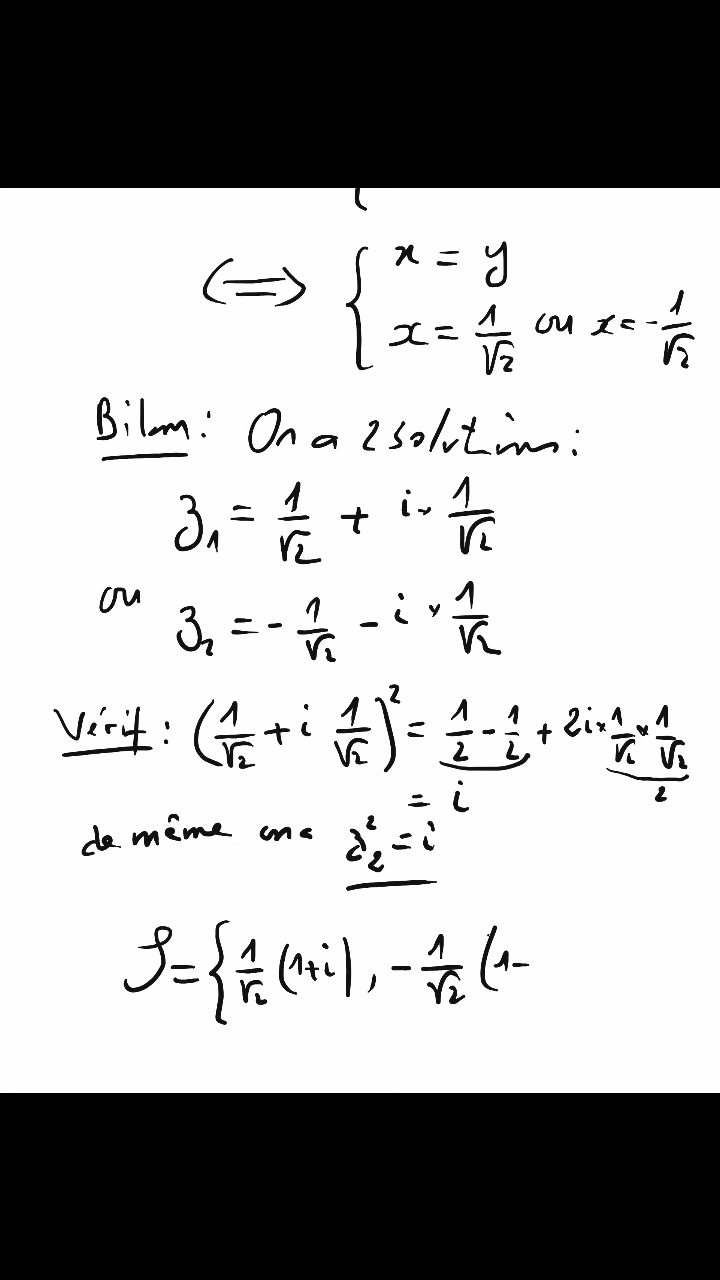 ⟺ { x = y
x = 1/√2 ou x = -1/√2
Bilan : On a 2 solutions :
z₁ = 1/√2 + i × 1/√2
ou z₂ = - 1/√2 - i × 1/√2
Vérif : (1/√2 + i 1/√2)² = 1/2 - 1/2 + 2i × 1/√2 × 1/√2
2
= i
de même on a z₂² = i
S = { 1/√2 (1+i), - 1/√2 (1-